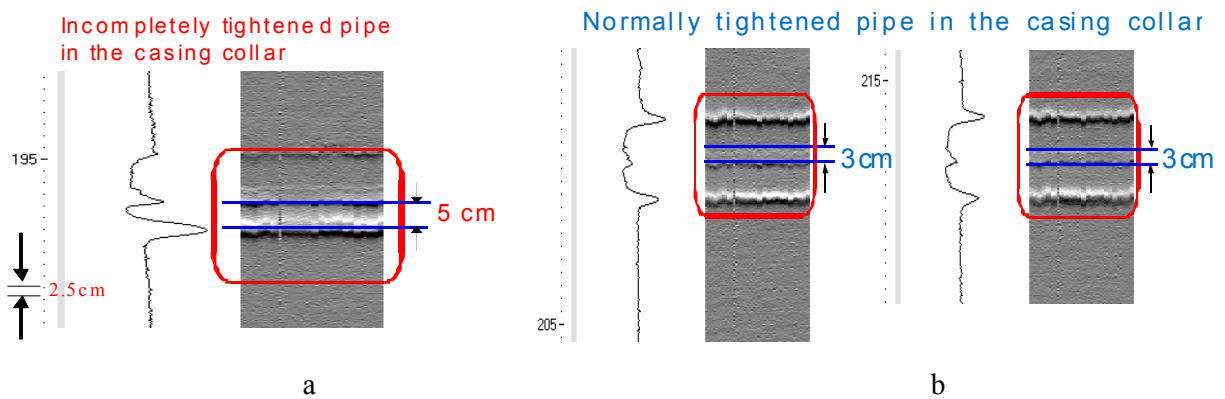 Incompletely tightened pipe
in the casing collar
195
5 cm
2.5cm
a
Normally tightened pipe in the casing collar
3cm
205
215
3cm
b